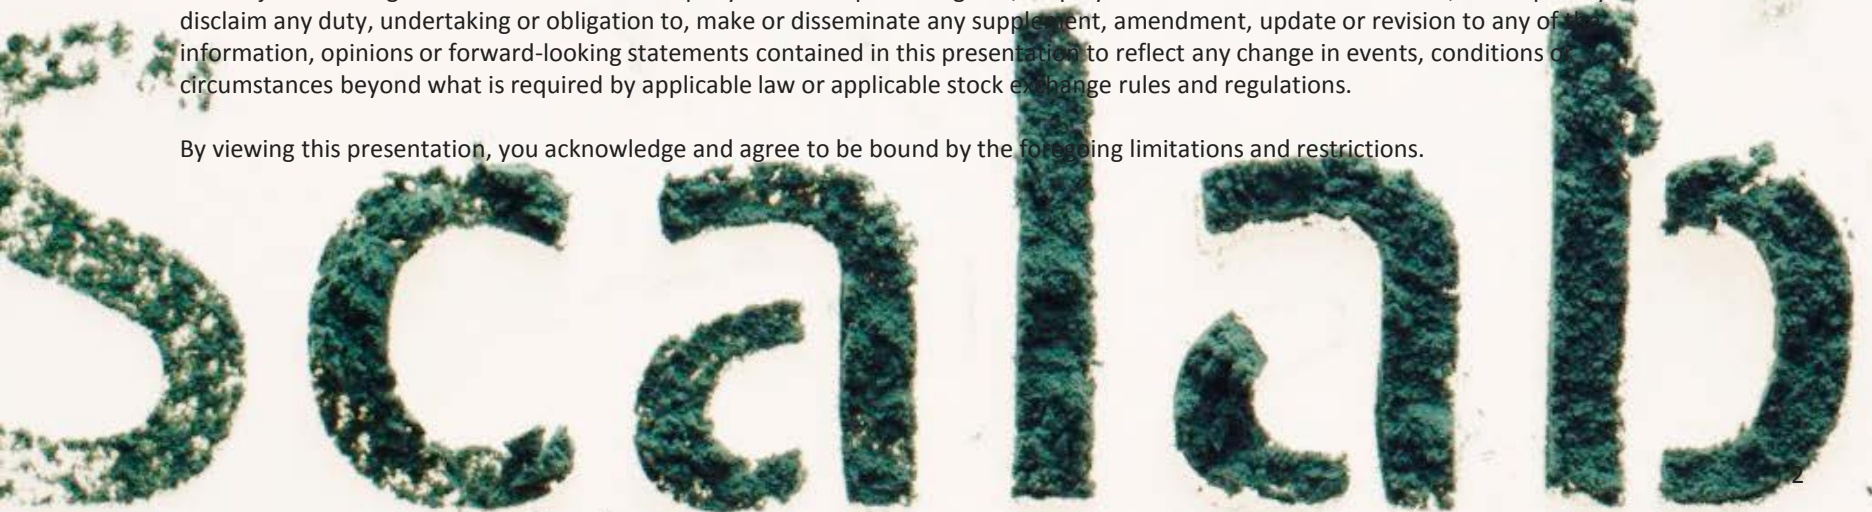 disclaim any duty, undertaking or obligation to, make or disseminate any supplement, amendment, update or revision to any of the
information, opinions or forward-looking statements contained in this presentation to reflect any change in events, conditions or
circumstances beyond what is required by applicable law or applicable stock exchange rules and regulations.
By viewing this presentation, you acknowledge and agree to be bound by the foregoing limitations and restrictions.
Scalab
2